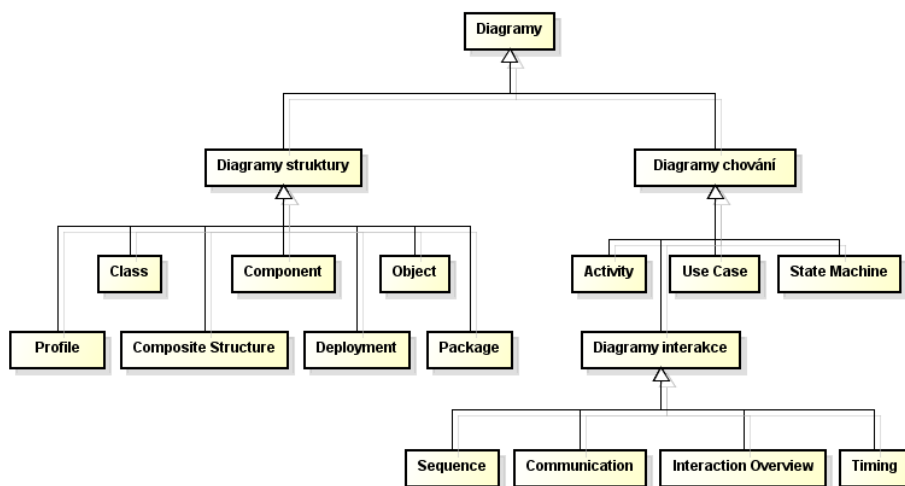 Diagramy
Diagramy struktury
Diagramy chování
Class
Component
Object
Activity
Use Case
State Machine
Profile
Composite Structure
Deployment
Package
Diagramy interakce
Sequence
Communication
Interaction Overview
Timing